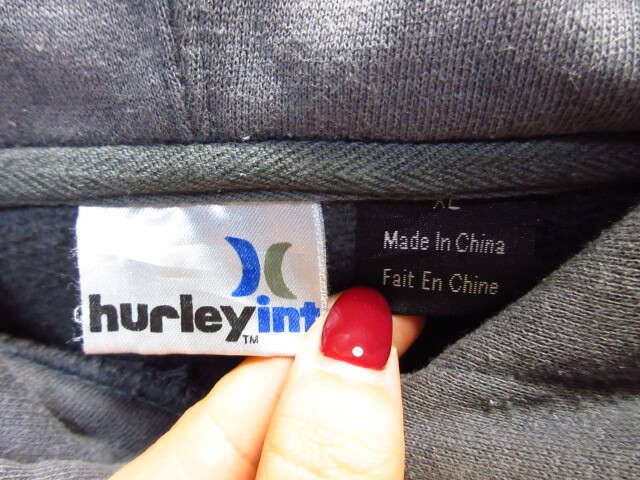 hurleyint
TM
XL
Made In China
Fait En Chine